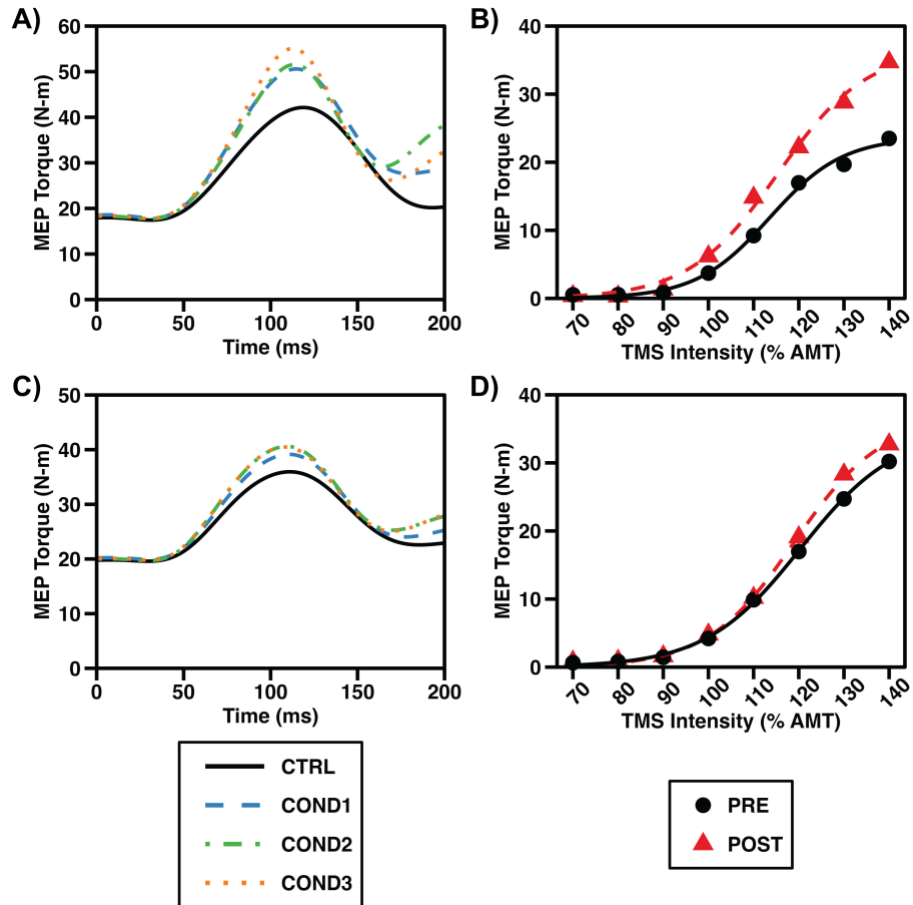 A)
60
50
40
30
20
10
0
MEP Torque (N-m)
0 50 100 150 200
Time (ms)
B)
40
30
20
10
0
MEP Torque (N-m)
70 80 90 100 110 120 130 140
TMS Intensity (% AMT)
C)
50
40
30
20
10
0
MEP Torque (N-m)
0 50 100 150 200
Time (ms)
D)
40
30
20
10
0
MEP Torque (N-m)
70 80 90 100 110 120 130 140
TMS Intensity (% AMT)
CTRL
COND1
COND2
COND3
PRE
POST